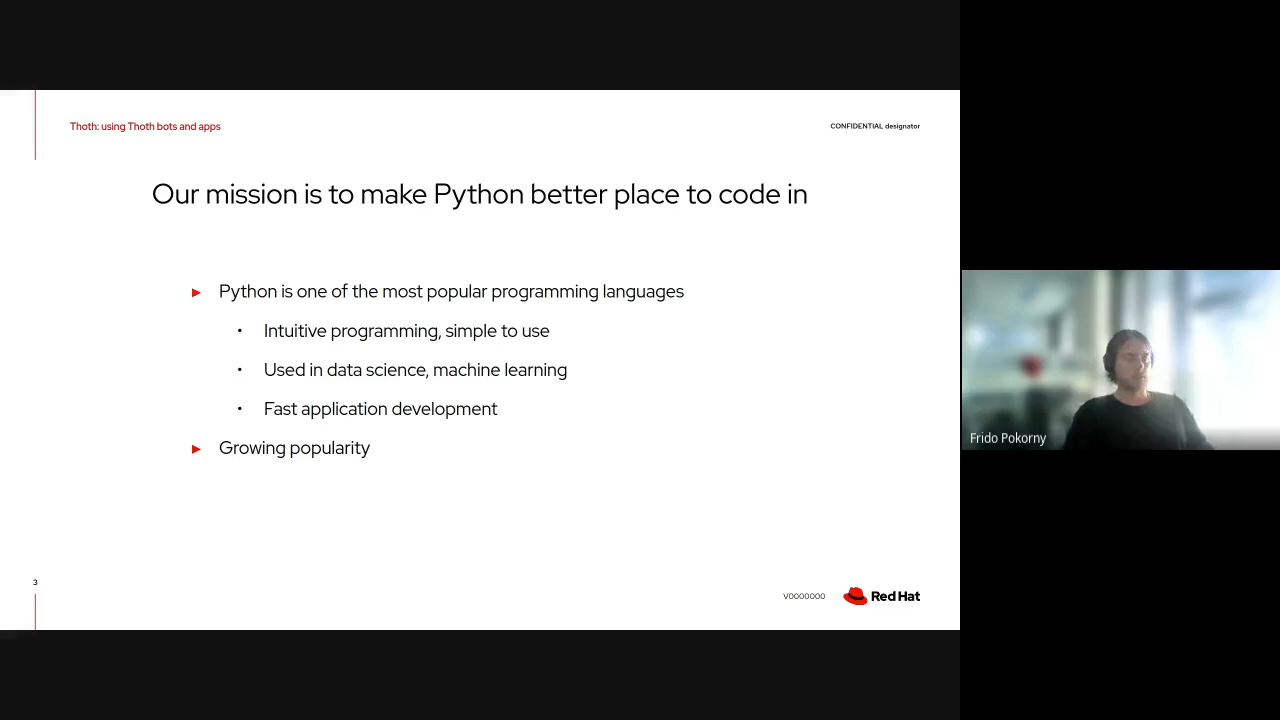 Thoth: using Thoth bots and apps
CONFIDENTIAL designator
Our mission is to make Python better place to code in
► Python is one of the most popular programming languages
• Intuitive programming, simple to use
• Used in data science, machine learning
• Fast application development
► Growing popularity
Frido Pokorny
3
V0000000
Red Hat